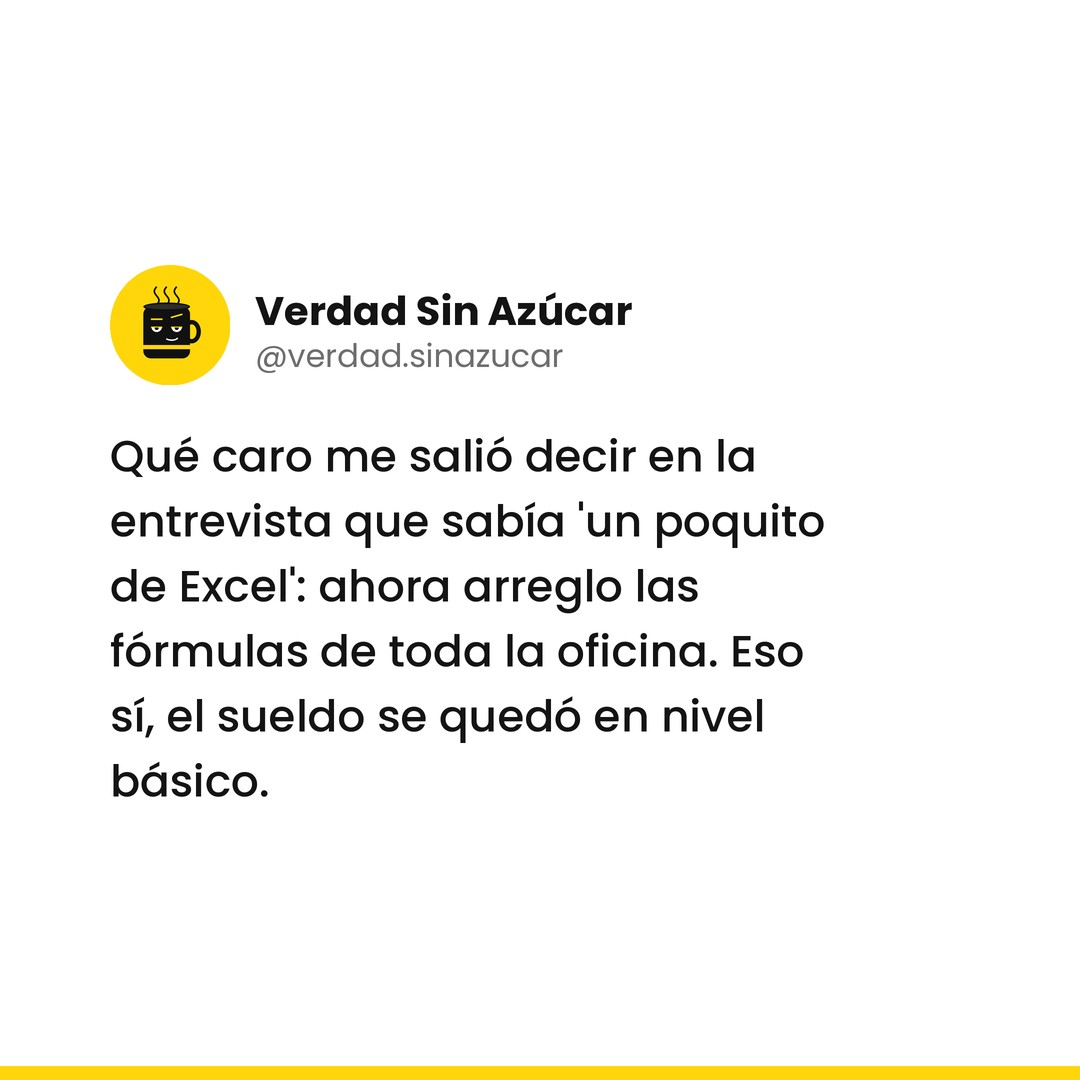 Verdad Sin Azúcar
@verdad.sinazucar
Qué caro me salió decir en la
entrevista que sabía 'un poquito
de Excel': ahora arreglo las
fórmulas de toda la oficina. Eso
sí, el sueldo se quedó en nivel
básico.